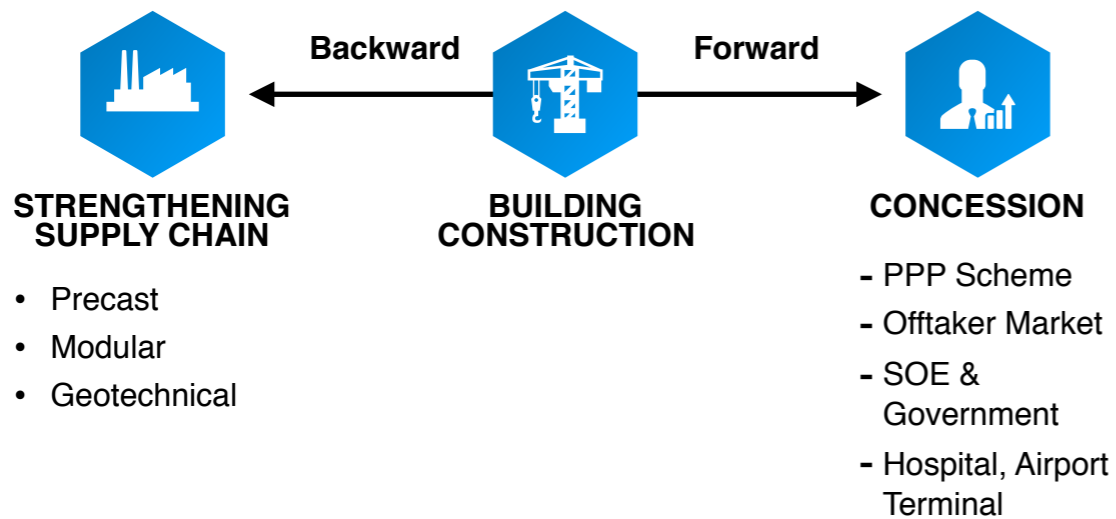 Backward
Forward
STRENGTHENING
SUPPLY CHAIN
BUILDING
CONSTRUCTION
CONCESSION
• Precast
• Modular
• Geotechnical
- PPP Scheme
- Offtaker Market
- SOE &
Government
- Hospital, Airport
Terminal